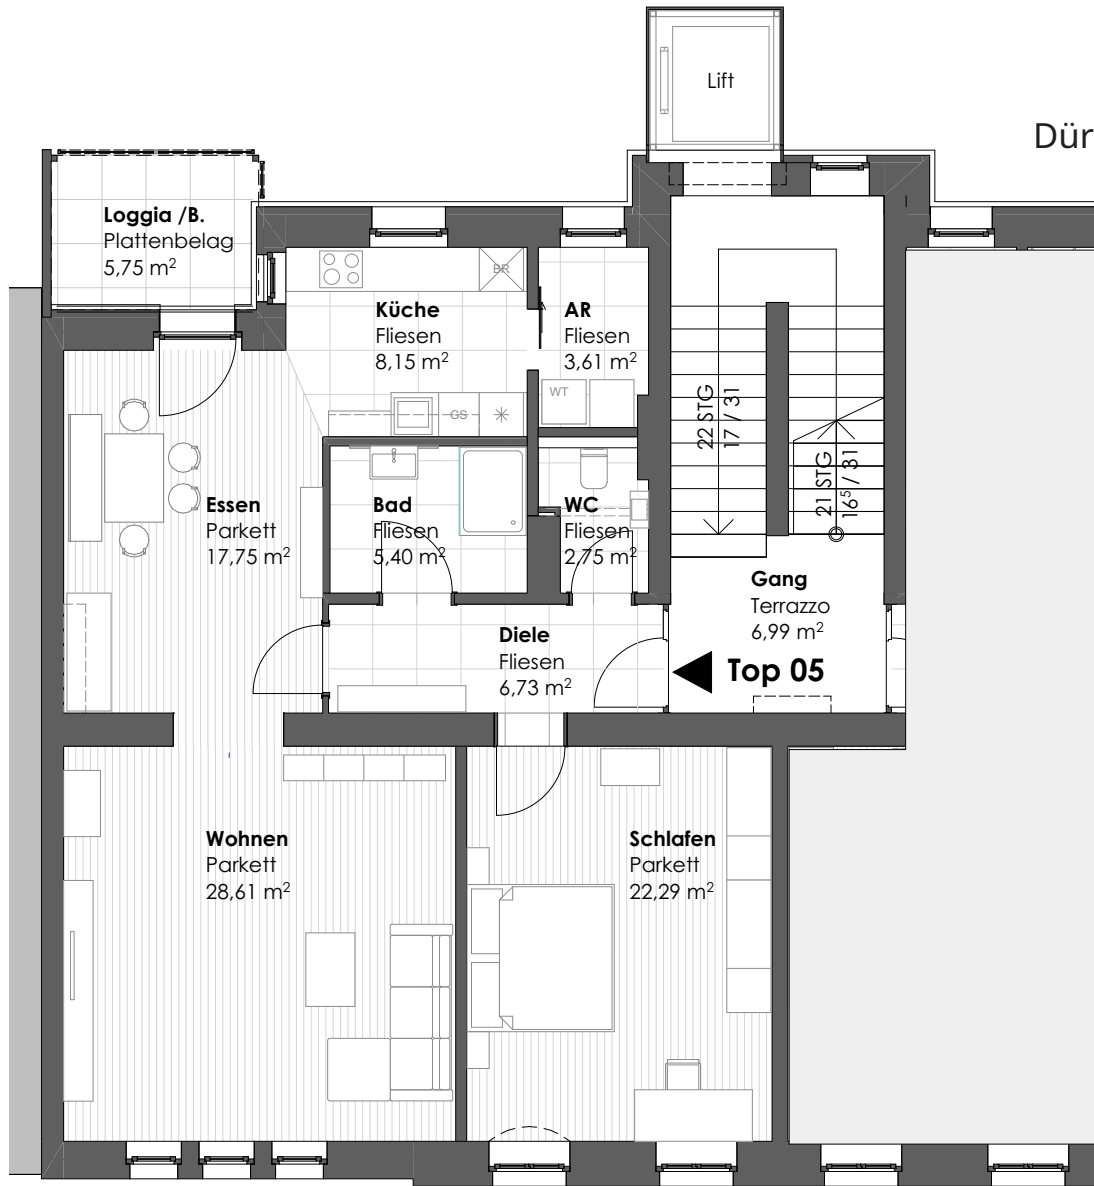 Lift
Dür
Loggia /B.
Plattenbelag
5,75 m²
BR
Küche
Fliesen
8,15 m²
AR
Fliesen
3,61 m²
WT
GS
22 STG
17 / 31
21 STG
16⁵ / 31
Essen
Parkett
17,75 m²
Bad
Fliesen
5,40 m²
WC
Fliesen
2,75 m²
Gang
Terrazzo
6,99 m²
Diele
Fliesen
6,73 m²
Top 05
Wohnen
Parkett
28,61 m²
Schlafen
Parkett
22,29 m²